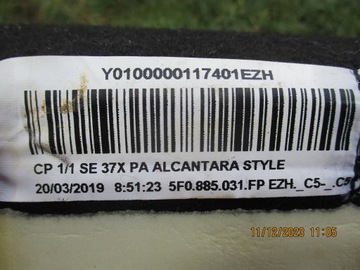 Y0100000117401EZH
CP 1/1 SE 37X PA ALCANTARA STYLE
20/03/2019 8:51:23 5F0.885.031.FP EZH._C5-_.C5
11/12/2023 11:05